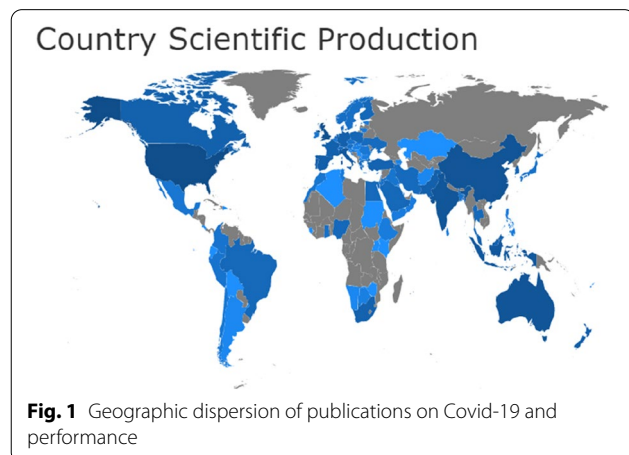 Country Scientific Production
Fig. 1 Geographic dispersion of publications on Covid-19 and
performance